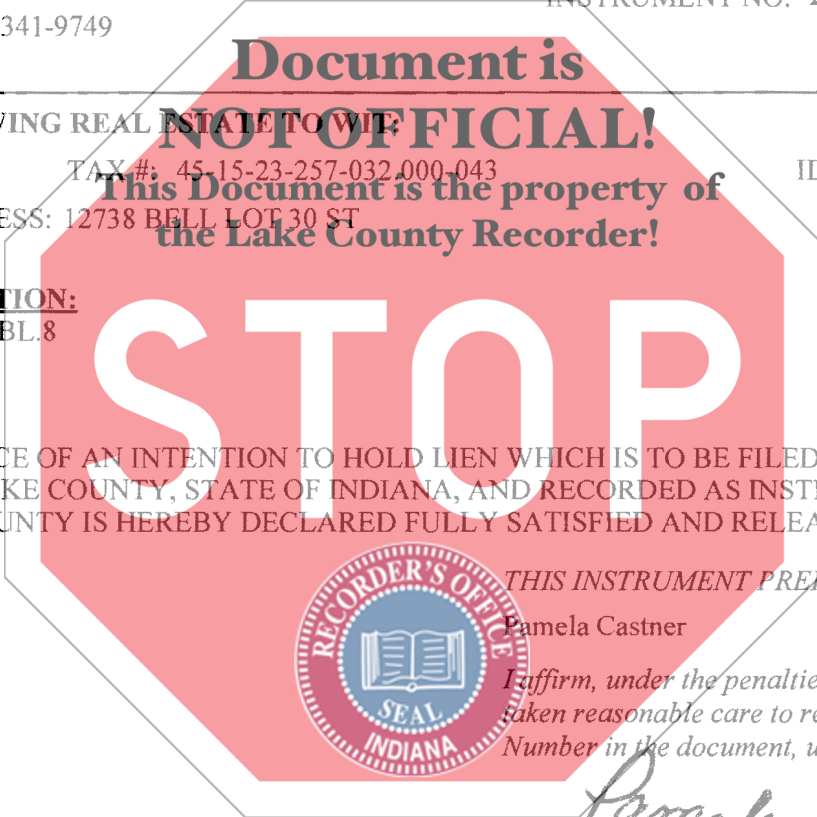 INSTRUMENT NO. 2
341-9749
Document is
NOT OFFICIAL!
VING REAL ESTATE TO WIT:
TAX #: 45-15-23-257-032.000-043 ID
This Document is the property of
ESS: 12738 BELL LOT 30 ST
the Lake County Recorder!
TION:
BL.8
STOP
CE OF AN INTENTION TO HOLD LIEN WHICH IS TO BE FILED
KE COUNTY, STATE OF INDIANA, AND RECORDED AS INST
UNTY IS HEREBY DECLARED FULLY SATISFIED AND RELEA
RECORDER'S OFFICE
SEAL
INDIANA
THIS INSTRUMENT PREP
Pamela Castner
I affirm, under the penaltie
taken reasonable care to re
Number in the document, u
Pamela